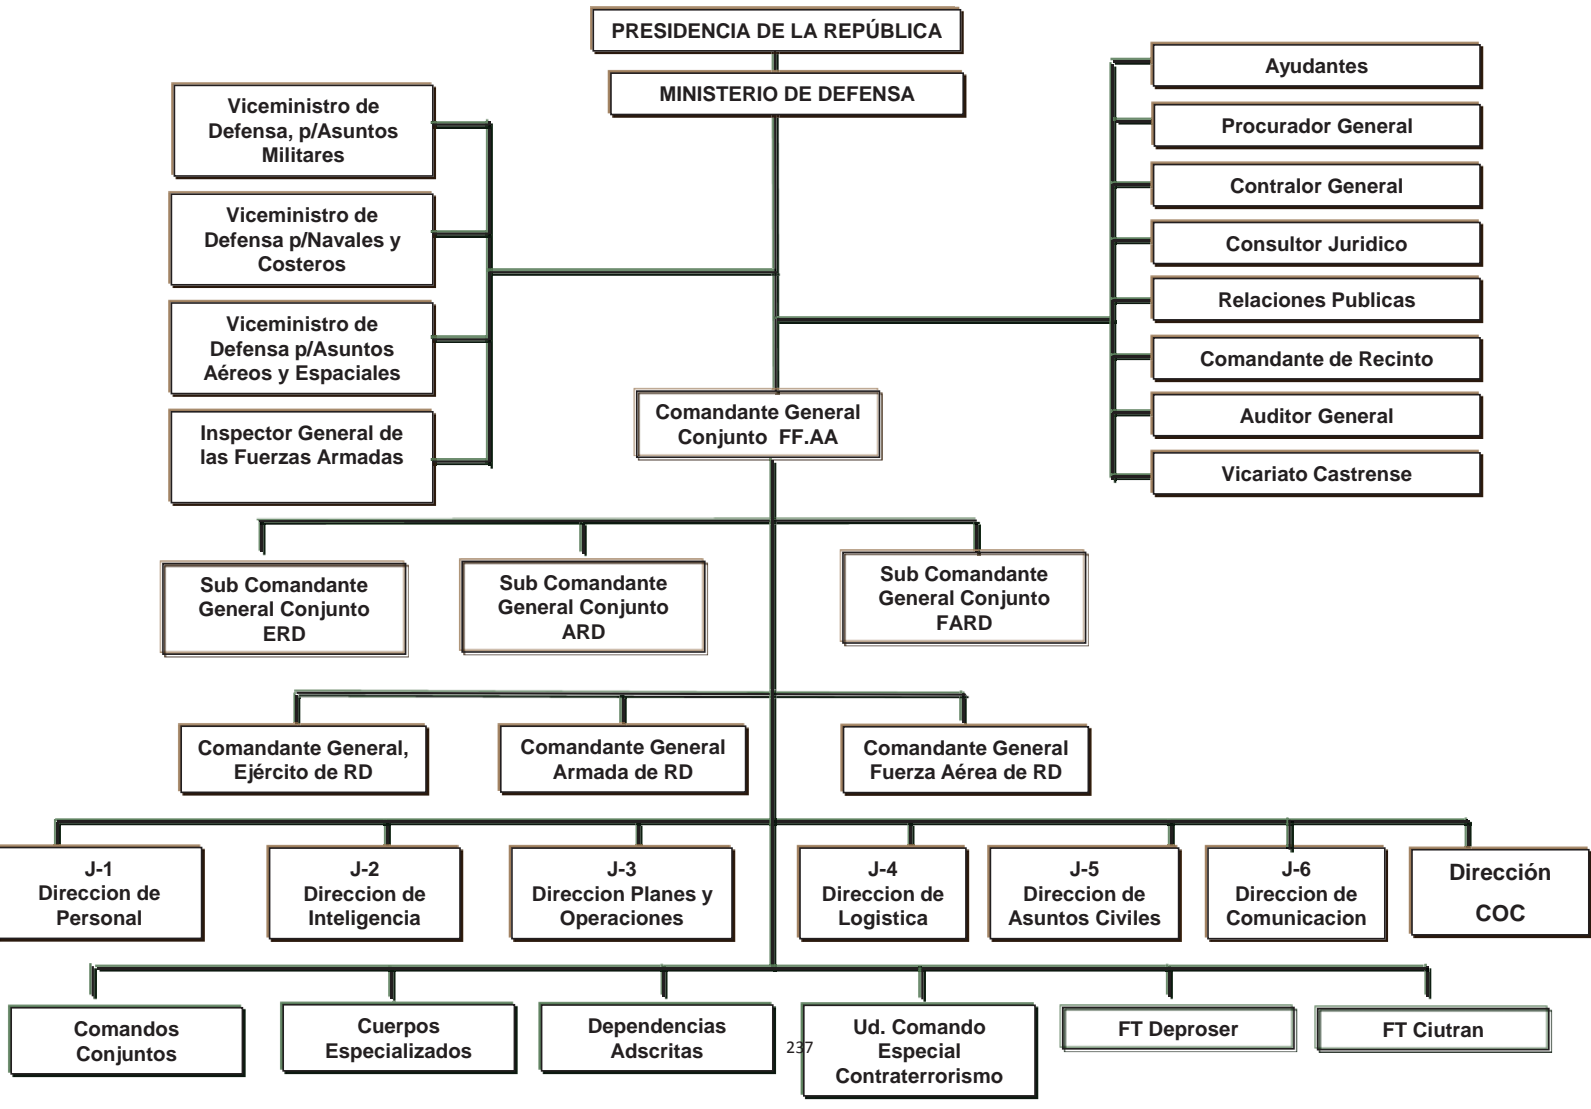 PRESIDENCIA DE LA REPÚBLICA
MINISTERIO DE DEFENSA
Viceministro de
Defensa, p/Asuntos
Militares
Viceministro de
Defensa p/Navales y
Costeros
Viceministro de
Defensa p/Asuntos
Aéreos y Espaciales
Inspector General de
las Fuerzas Armadas
Ayudantes
Procurador General
Contralor General
Consultor Juridico
Relaciones Publicas
Comandante de Recinto
Auditor General
Vicariato Castrense
Comandante General
Conjunto FF.AA
Sub Comandante
General Conjunto
ERD
Sub Comandante
General Conjunto
ARD
Sub Comandante
General Conjunto
FARD
Comandante General,
Ejército de RD
Comandante General
Armada de RD
Comandante General
Fuerza Aérea de RD
J-1
Direccion de
Personal
J-2
Direccion de
Inteligencia
J-3
Direccion Planes y
Operaciones
J-4
Direccion de
Logistica
J-5
Direccion de
Asuntos Civiles
J-6
Direccion de
Comunicacion
Dirección
COC
Comandos
Conjuntos
Cuerpos
Especializados
Dependencias
Adscritas
Ud. Comando
Especial
Contraterrorismo
FT Deproser
FT Ciutran
237